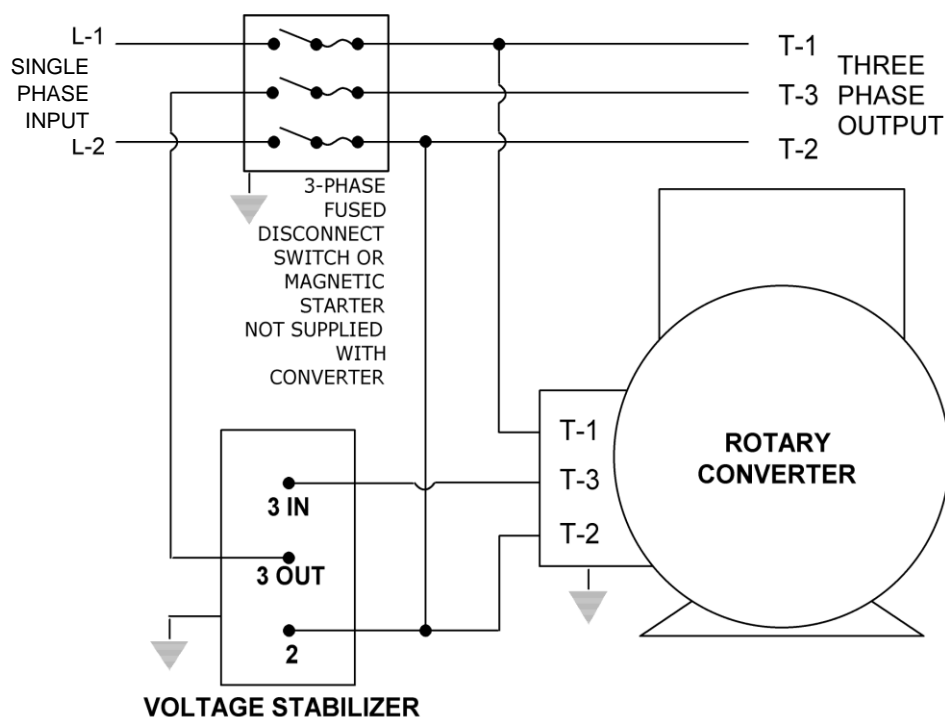 L-1
SINGLE
PHASE
INPUT
L-2
T-1
T-3
T-2
THREE
PHASE
OUTPUT
3-PHASE
FUSED
DISCONNECT
SWITCH OR
MAGNETIC
STARTER
NOT SUPPLIED
WITH
CONVERTER
T-1
T-3
T-2
ROTARY
CONVERTER
3 IN
3 OUT
2
VOLTAGE STABILIZER